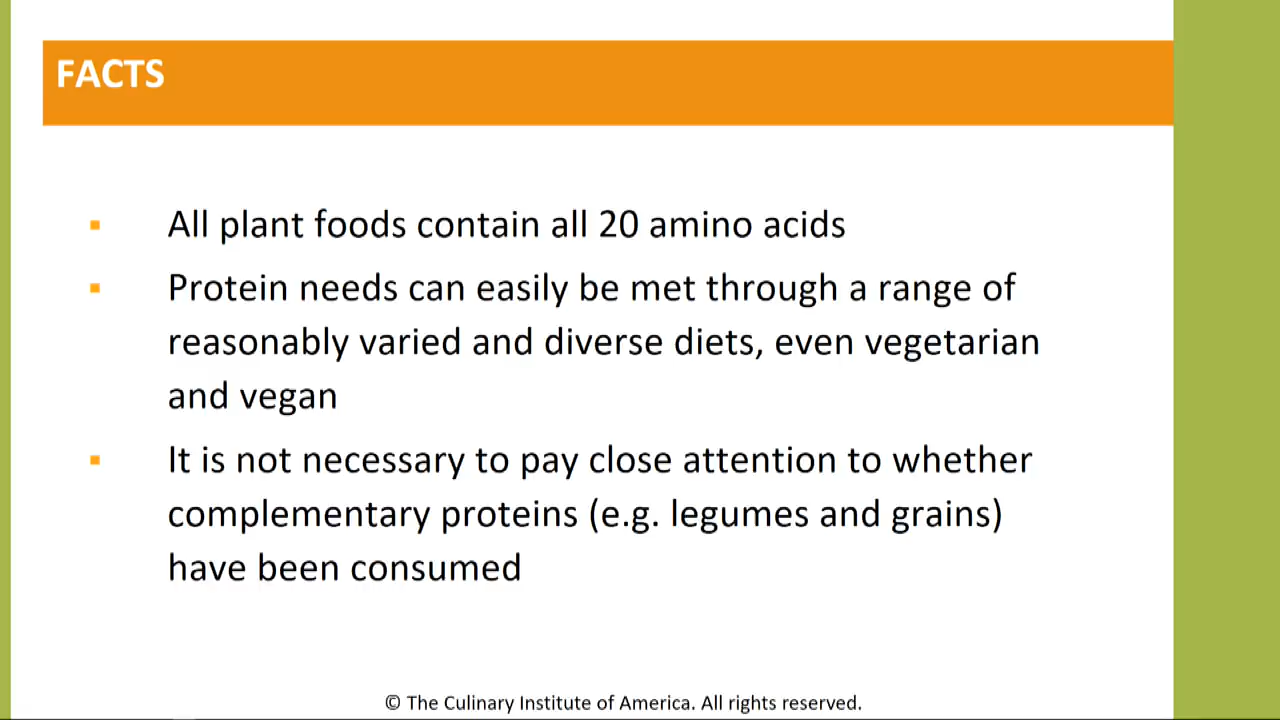 FACTS
▪ All plant foods contain all 20 amino acids
▪ Protein needs can easily be met through a range of
reasonably varied and diverse diets, even vegetarian
and vegan
▪ It is not necessary to pay close attention to whether
complementary proteins (e.g. legumes and grains)
have been consumed
© The Culinary Institute of America. All rights reserved.